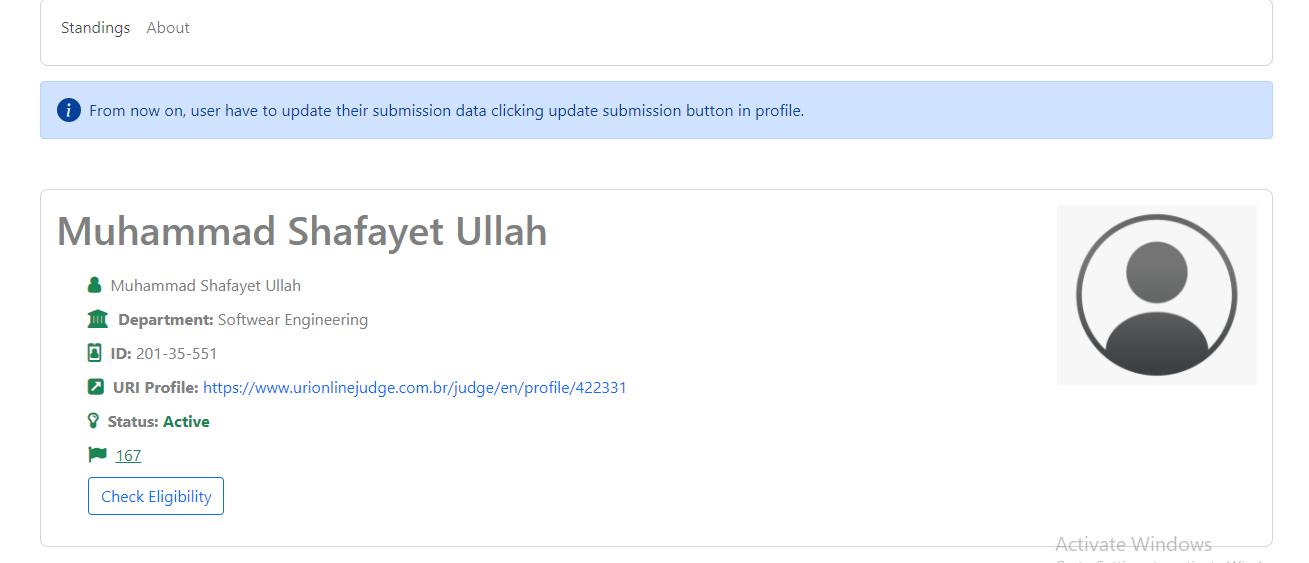 Standings About
From now on, user have to update their submission data clicking update submission button in profile.
Muhammad Shafayet Ullah
Muhammad Shafayet Ullah
Department: Softwear Engineering
ID: 201-35-551
URI Profile: https://www.urionlinejudge.com.br/judge/en/profile/422331
Status: Active
167
Check Eligibility
Activate Windows